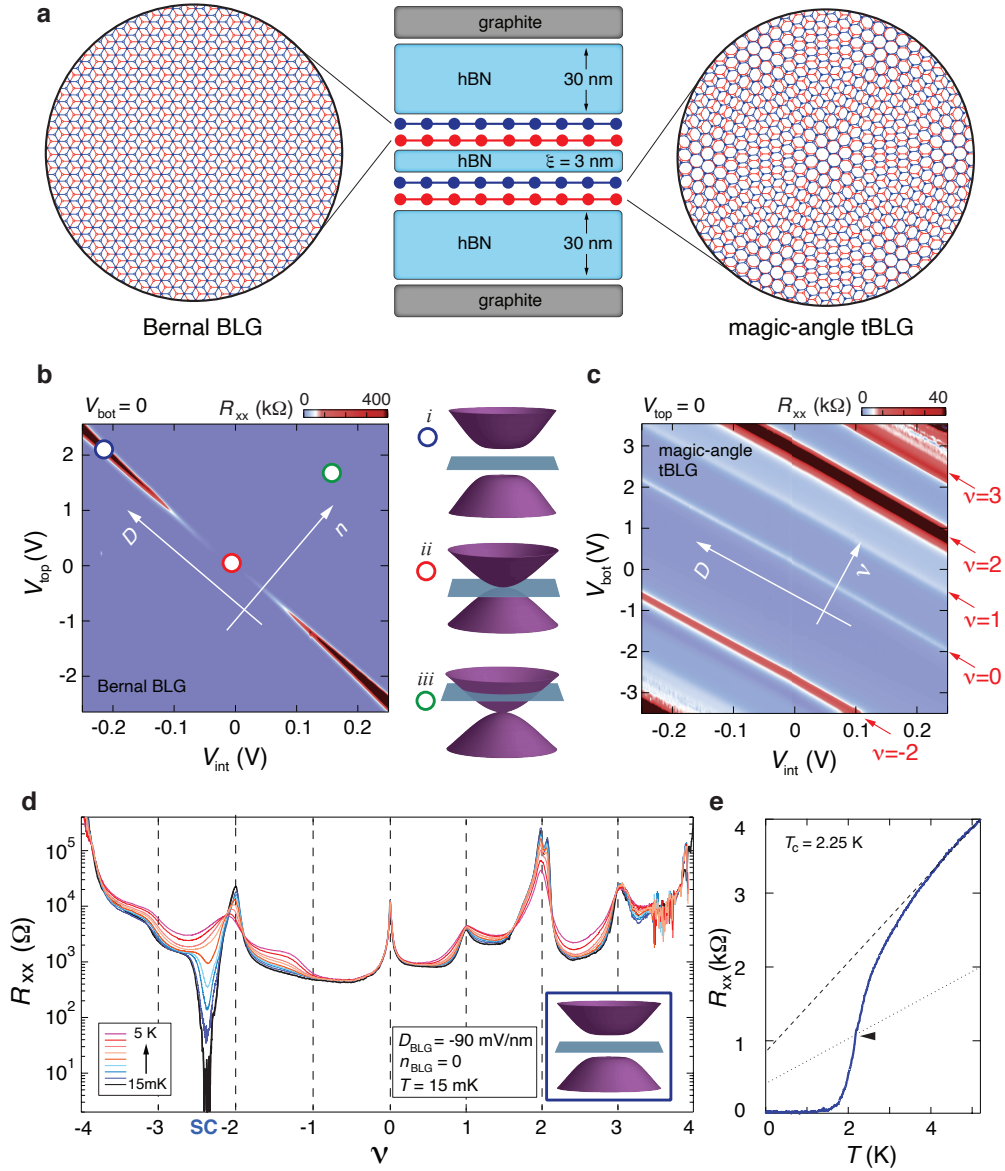 a
graphite
hBN
30 nm
hBN
ξ = 3 nm
hBN
30 nm
graphite
Bernal BLG
magic-angle tBLG
b
V_bot = 0
R_xx (kΩ)
0
400
V_top (V)
2
1
0
-1
-2
D
n
Bernal BLG
-0.2
-0.1
0
0.1
0.2
V_int (V)
i
ii
iii
c
V_top = 0
R_xx (kΩ)
0
40
magic-angle
tBLG
V_bot (V)
3
2
1
0
-1
-2
-3
D
ν
ν=3
ν=2
ν=1
ν=0
ν=-2
-0.2
-0.1
0
0.1
0.2
V_int (V)
d
R_xx (Ω)
10^5
10^4
10^3
10^2
10^1
5 K
15mK
D_BLG = -90 mV/nm
n_BLG = 0
T = 15 mK
-4
-3
SC
-2
-1
0
1
2
3
4
ν
e
T_c = 2.25 K
R_xx (kΩ)
4
3
2
1
0
0
2
4
T (K)